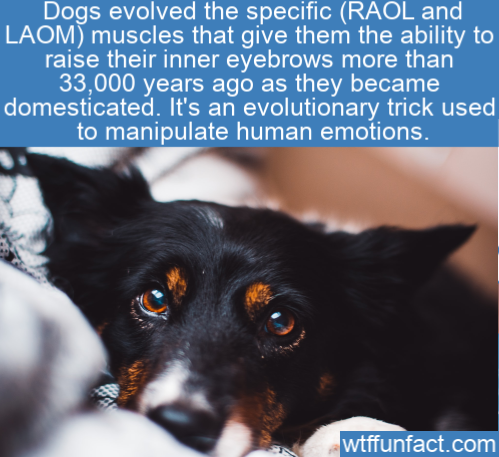 Dogs evolved the specific (RAOL and
LAOM) muscles that give them the ability to
raise their inner eyebrows more than
33,000 years ago as they became
domesticated. It's an evolutionary trick used
to manipulate human emotions.
wtffunfact.com